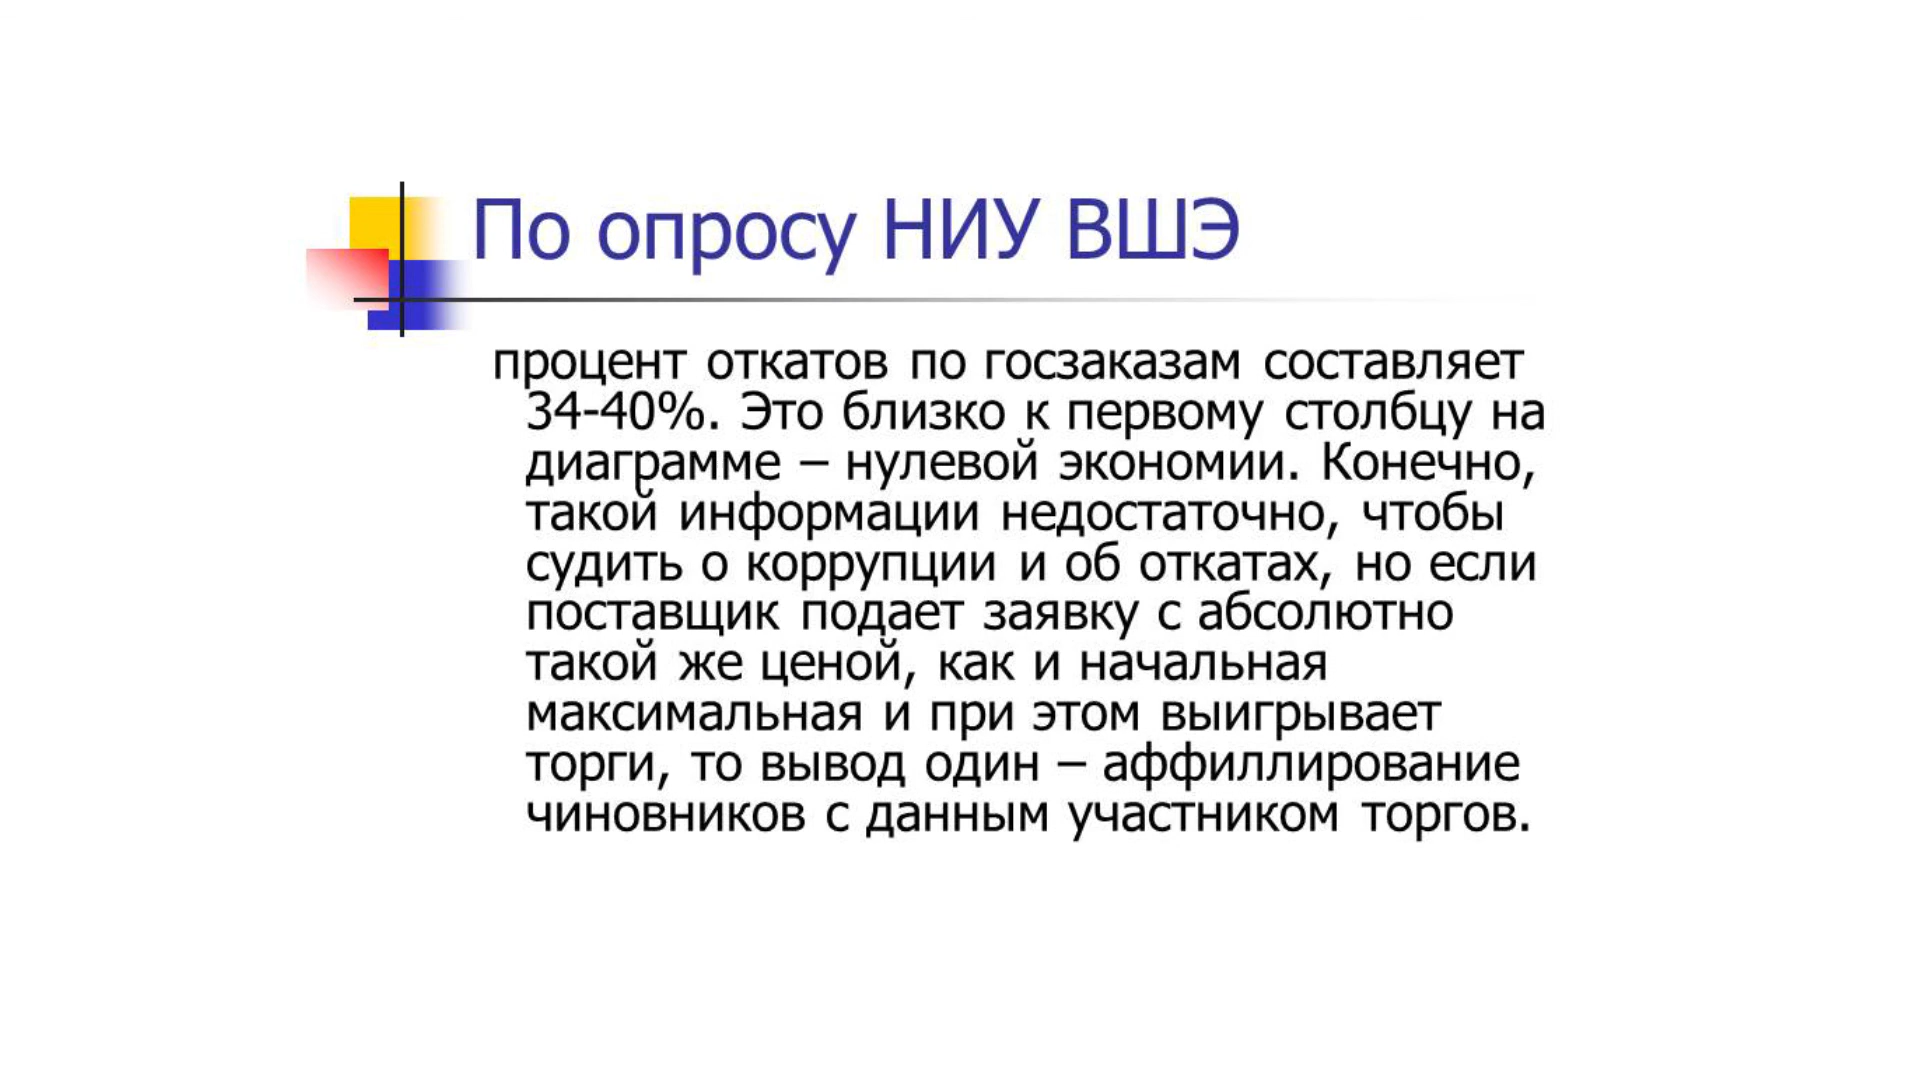 По опросу НИУ ВШЭ
процент откатов по госзаказам составляет
34-40%. Это близко к первому столбцу на
диаграмме – нулевой экономии. Конечно,
такой информации недостаточно, чтобы
судить о коррупции и об откатах, но если
поставщик подает заявку с абсолютно
такой же ценой, как и начальная
максимальная и при этом выигрывает
торги, то вывод один – аффиллирование
чиновников с данным участником торгов.